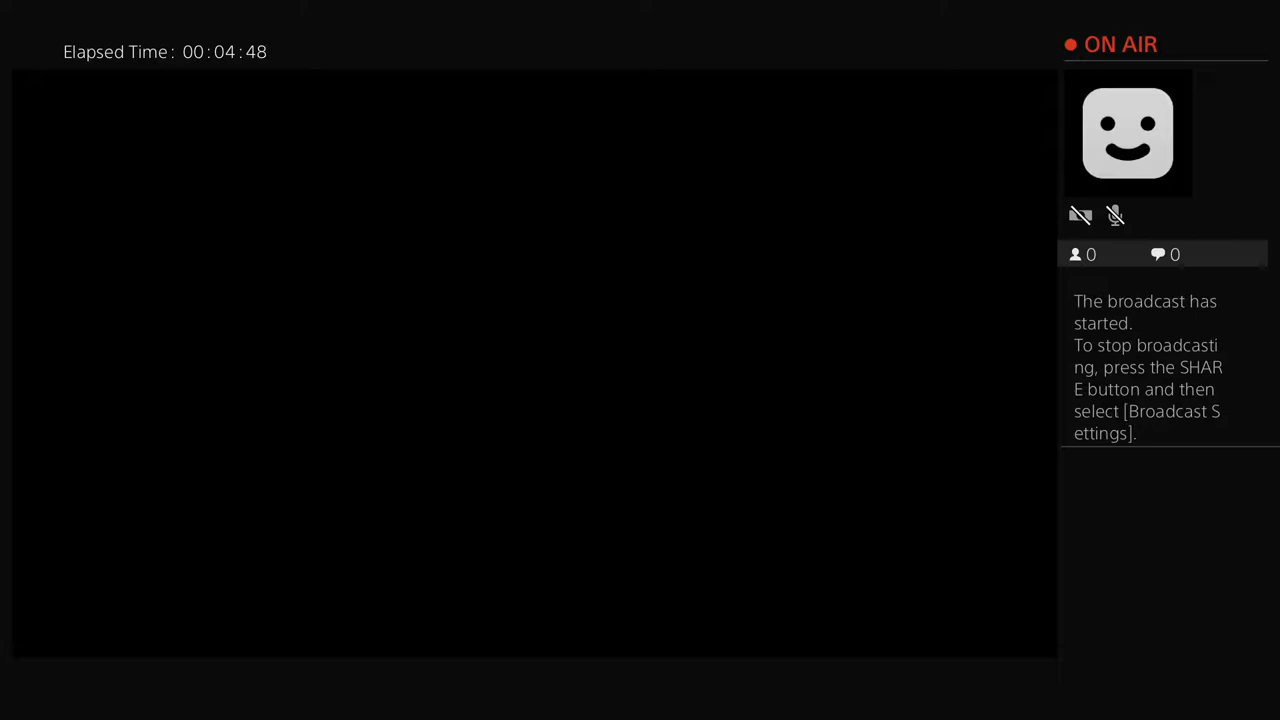 Elapsed Time: 00:04:48
ON AIR
0 0
The broadcast has
started.
To stop broadcasti
ng, press the SHAR
E button and then
select [Broadcast S
ettings].